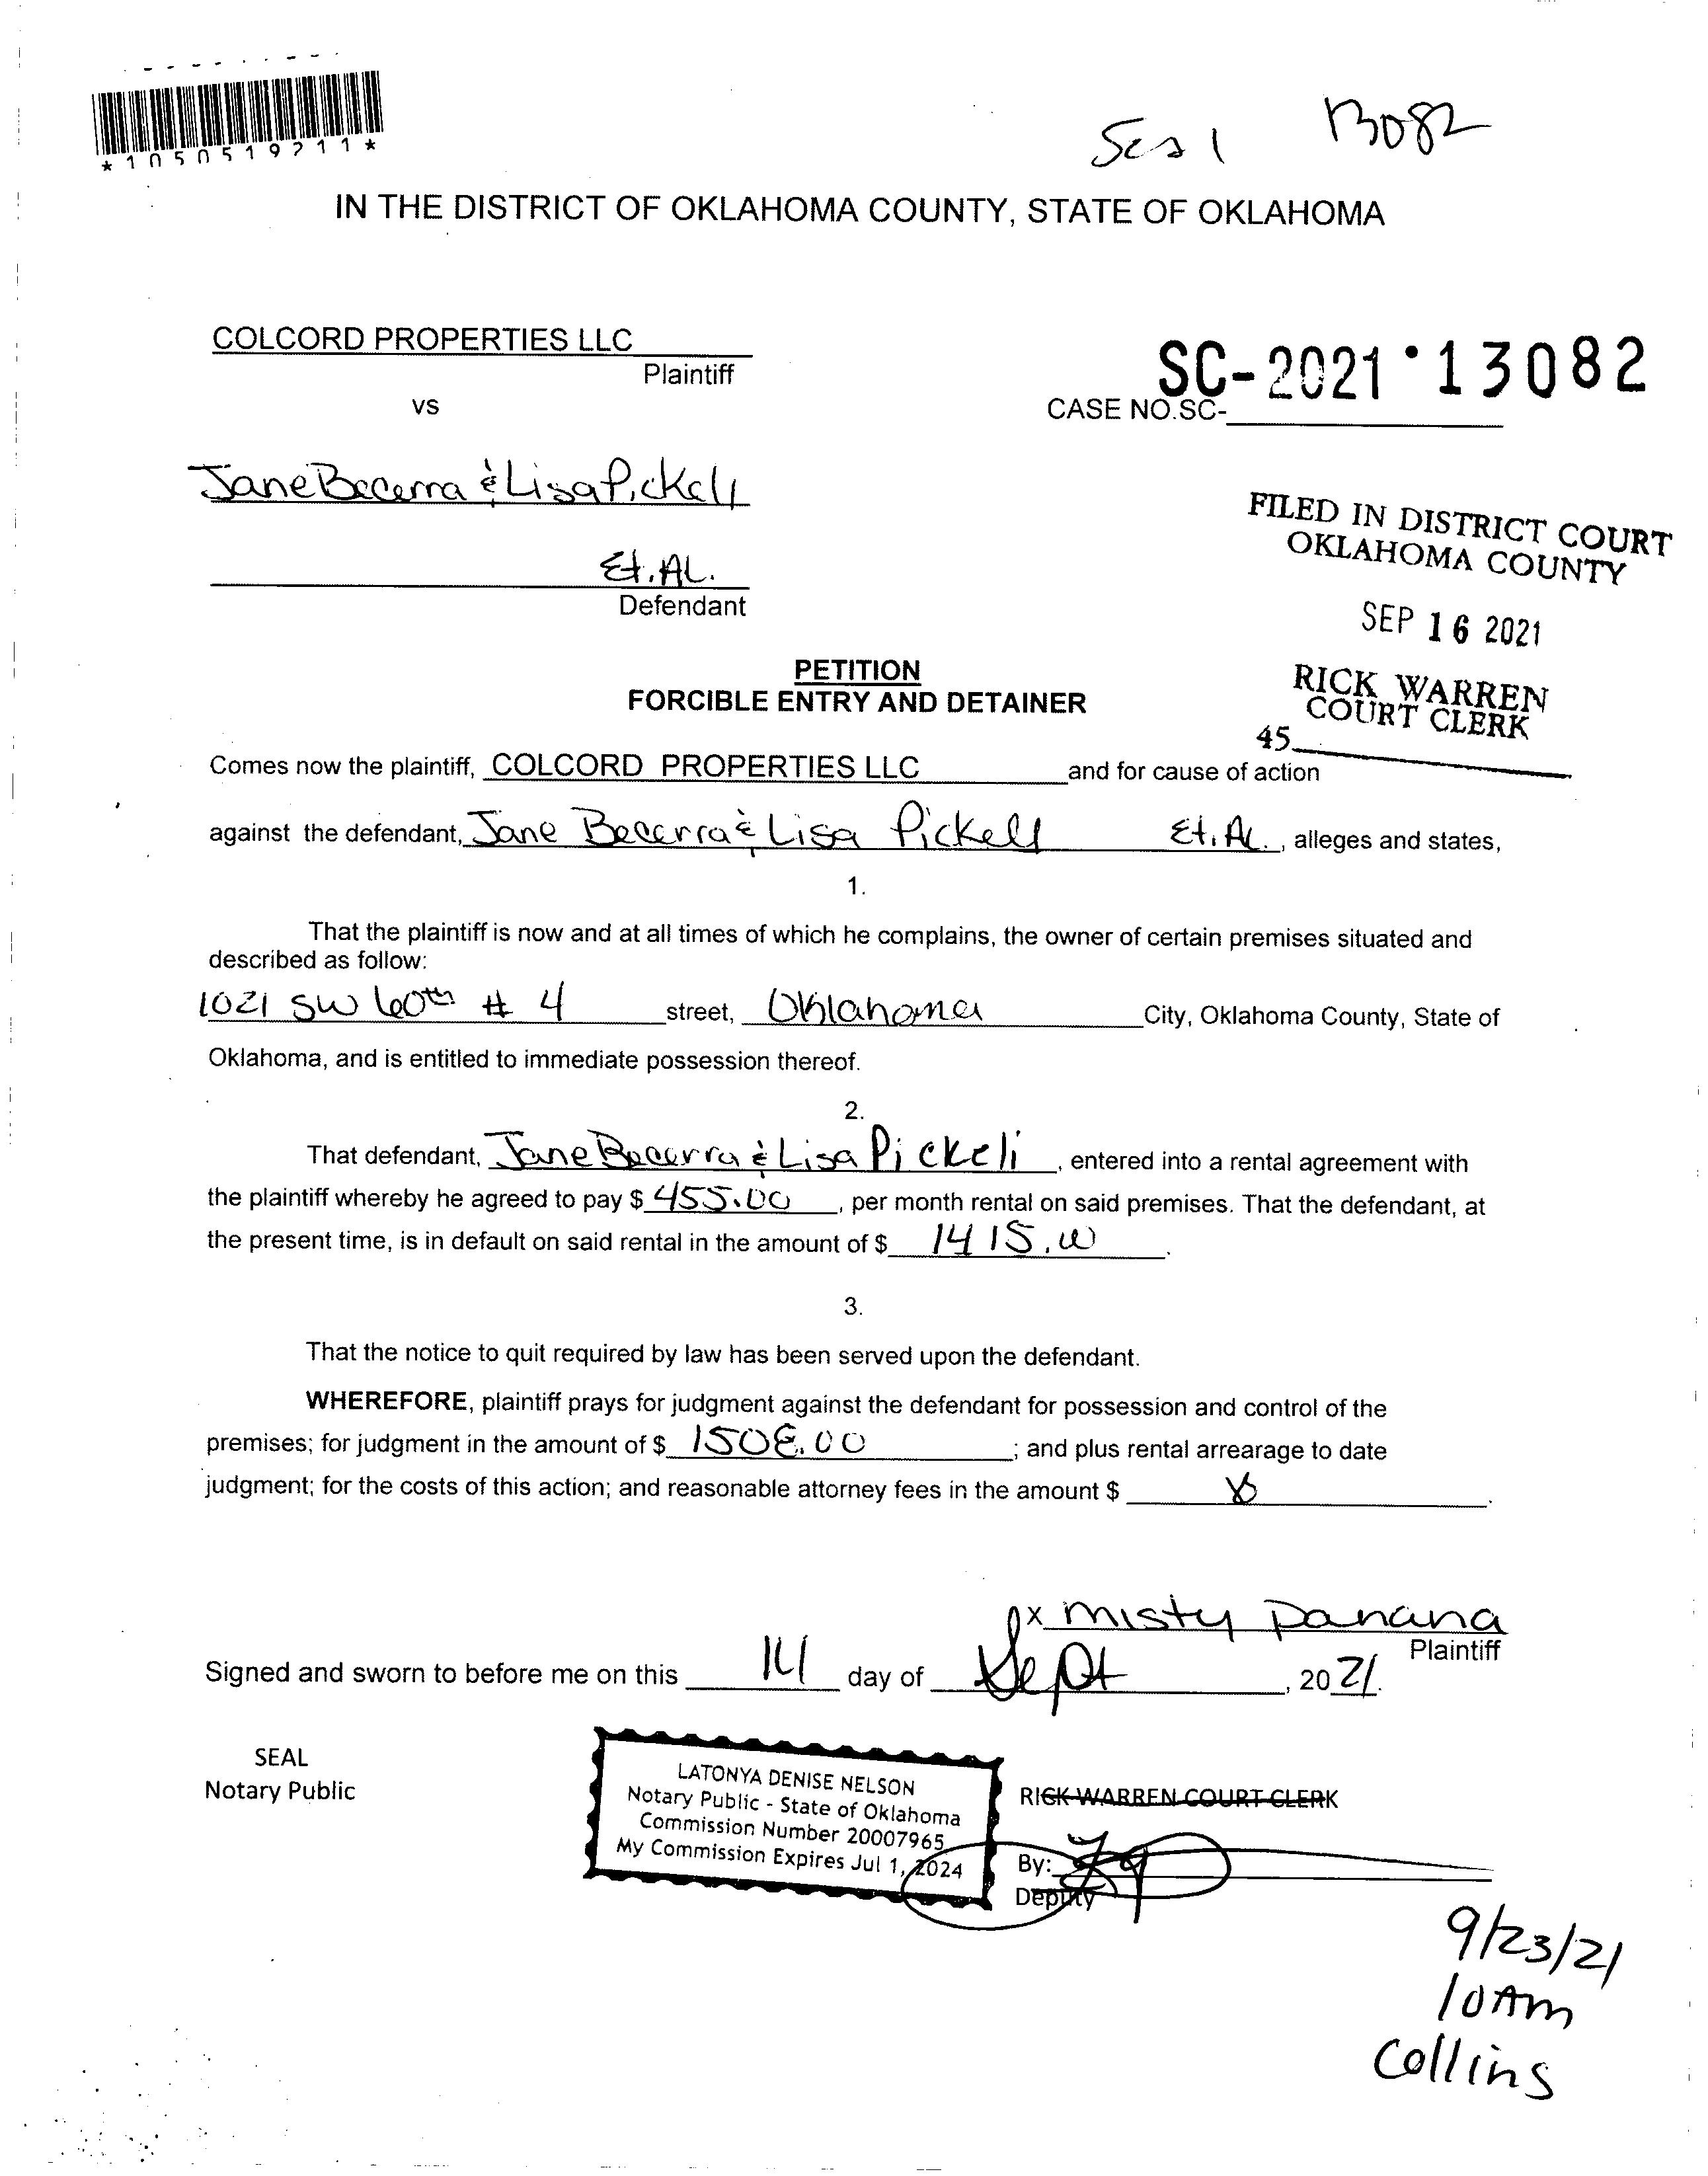 *1050519211*
13082
IN THE DISTRICT OF OKLAHOMA COUNTY, STATE OF OKLAHOMA
COLCORD PROPERTIES LLC
Plaintiff
vs
SC-2021 · 13082
CASE NO.SC-
Jane Becerra & Lisa Pickell
Et. AL.
Defendant
FILED IN DISTRICT COURT
OKLAHOMA COUNTY
SEP 16 2021
RICK WARREN
COURT CLERK
45
PETITION
FORCIBLE ENTRY AND DETAINER
Comes now the plaintiff, COLCORD PROPERTIES LLC and for cause of action
against the defendant, Jane Becerra & Lisa Pickell Et. AL., alleges and states,
1.
That the plaintiff is now and at all times of which he complains, the owner of certain premises situated and
described as follow:
1021 SW 60th # 4 street, Oklahoma City, Oklahoma County, State of
Oklahoma, and is entitled to immediate possession thereof.
2.
That defendant, Jane Becerra & Lisa Pickell, entered into a rental agreement with
the plaintiff whereby he agreed to pay $ 455.00, per month rental on said premises. That the defendant, at
the present time, is in default on said rental in the amount of $ 1415.00.
3.
That the notice to quit required by law has been served upon the defendant.
WHEREFORE, plaintiff prays for judgment against the defendant for possession and control of the
premises; for judgment in the amount of $ 1508.00; and plus rental arrearage to date
judgment; for the costs of this action; and reasonable attorney fees in the amount $
x Misty Panana
Plaintiff
Signed and sworn to before me on this 14 day of Sept, 2021.
SEAL
Notary Public
LATONYA DENISE NELSON
Notary Public - State of Oklahoma
Commission Number 20007965
My Commission Expires Jul 1, 2024
RICK WARREN COURT CLERK
By:
Deputy
9/23/21
10 AM
Collins